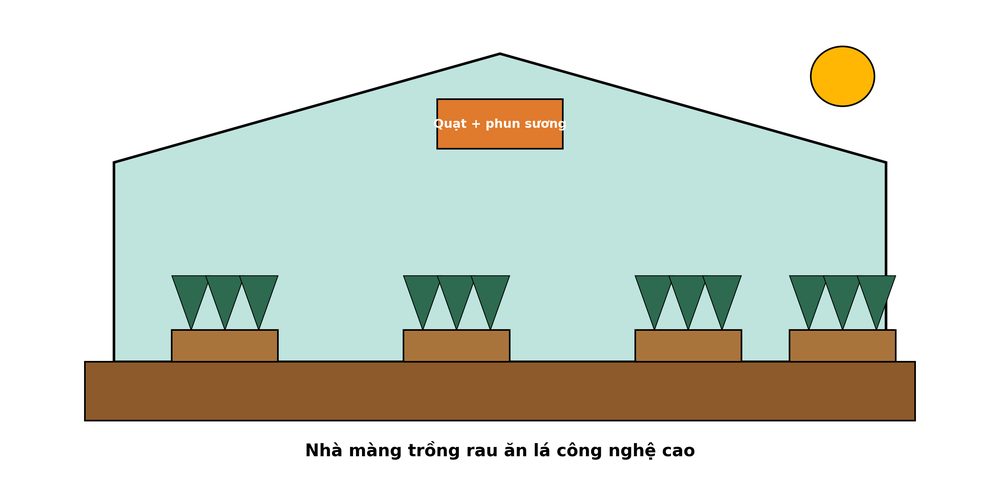 Quạt + phun sương
Nhà màng trồng rau ăn lá công nghệ cao